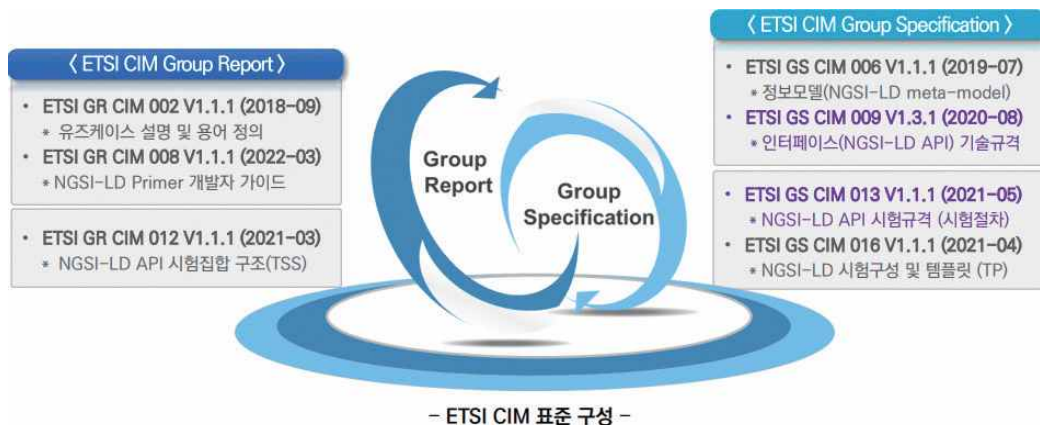 〈 ETSI CIM Group Report 〉
• ETSI GR CIM 002 V1.1.1 (2018-09)
* 유즈케이스 설명 및 용어 정의
• ETSI GR CIM 008 V1.1.1 (2022-03)
* NGSI-LD Primer 개발자 가이드
• ETSI GR CIM 012 V1.1.1 (2021-03)
* NGSI-LD API 시험집합 구조(TSS)
Group
Report
Group
Specification
〈 ETSI CIM Group Specification 〉
• ETSI GS CIM 006 V1.1.1 (2019-07)
* 정보모델(NGSI-LD meta-model)
• ETSI GS CIM 009 V1.3.1 (2020-08)
* 인터페이스(NGSI-LD API) 기술규격
• ETSI GS CIM 013 V1.1.1 (2021-05)
* NGSI-LD API 시험규격 (시험절차)
• ETSI GS CIM 016 V1.1.1 (2021-04)
* NGSI-LD 시험구성 및 템플릿 (TP)
- ETSI CIM 표준 구성 -